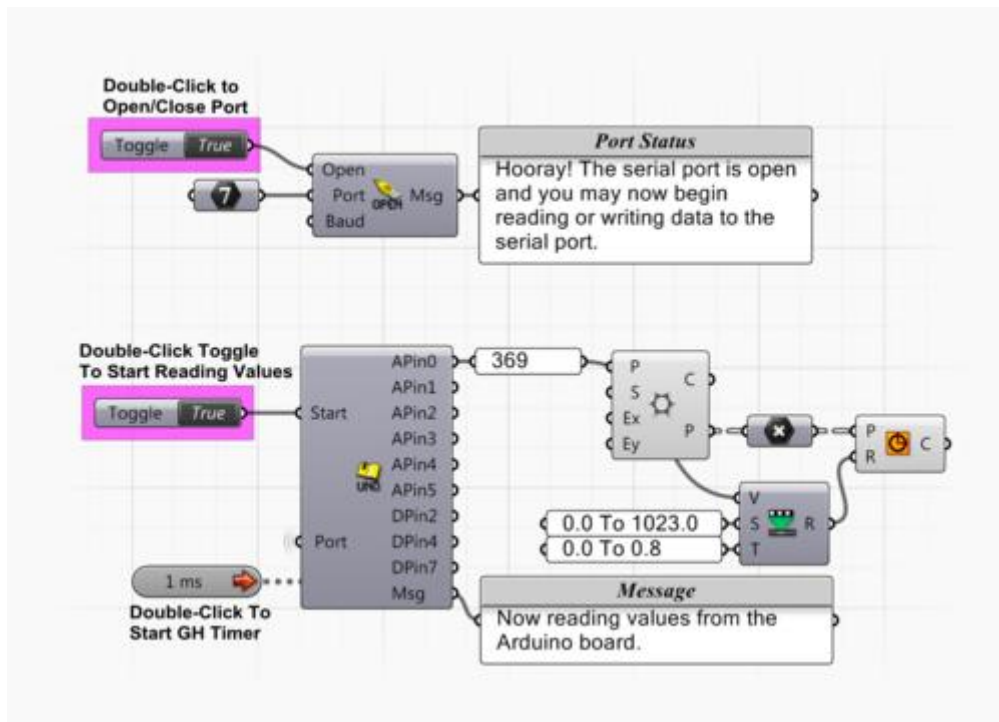 Double-Click to
Open/Close Port
Toggle True
Open
Port OPEN Msg
Baud
7
Port Status
Hooray! The serial port is open
and you may now begin
reading or writing data to the
serial port.
Double-Click Toggle
To Start Reading Values
Toggle True
Start
Port
UNO
APin0
APin1
APin2
APin3
APin4
APin5
DPin2
DPin4
DPin7
Msg
1 ms
Double-Click To
Start GH Timer
369
P
S
Ex
Ey
C
P
P
R
C
0.0 To 1023.0
0.0 To 0.8
V
S R
T
Message
Now reading values from the
Arduino board.